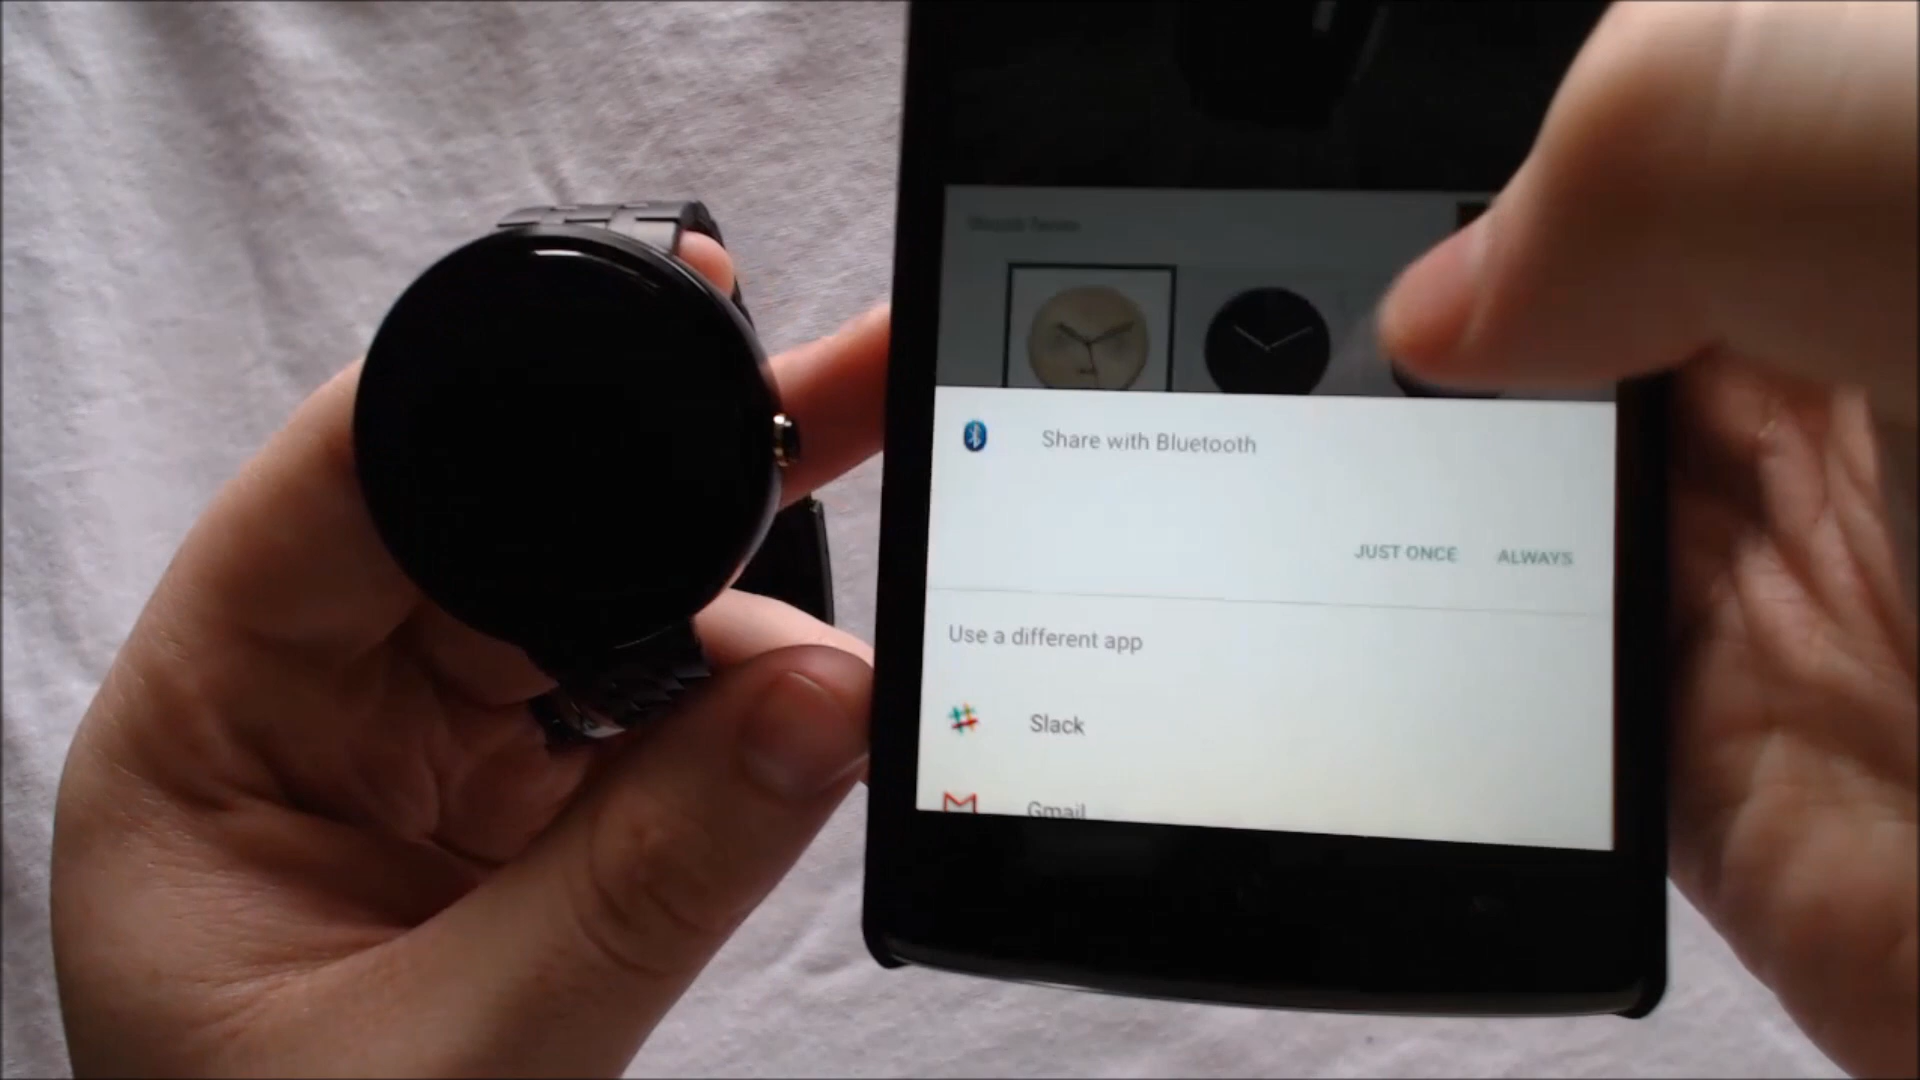 Share with Bluetooth
JUST ONCE ALWAYS
Use a different app
Slack
Gmail